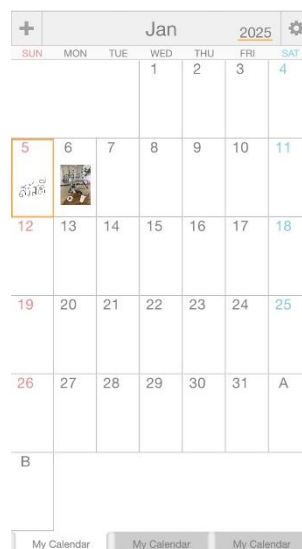 + Jan 2025
SUN MON TUE WED THU FRI SAT
1 2 3 4
5 6 7 8 9 10 11
12 13 14 15 16 17 18
19 20 21 22 23 24 25
26 27 28 29 30 31 A
B
My Calendar My Calendar My Calendar